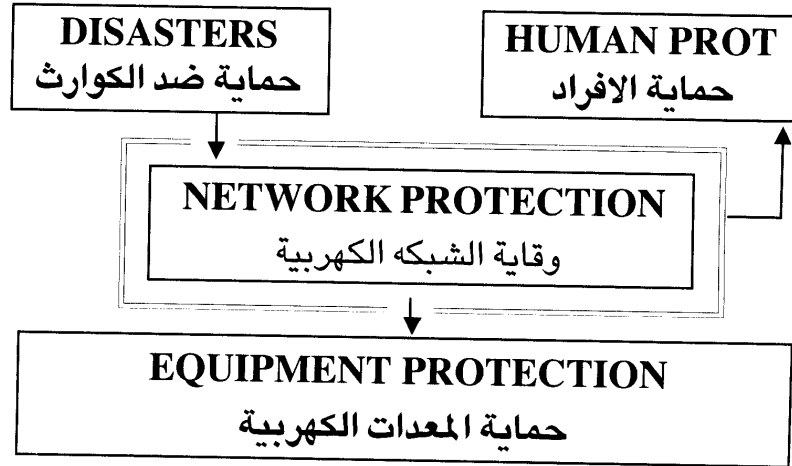 DISASTERS
حماية ضد الكوارث
HUMAN PROT
حماية الافراد
NETWORK PROTECTION
وقاية الشبكه الكهربية
EQUIPMENT PROTECTION
حماية المعدات الكهربية